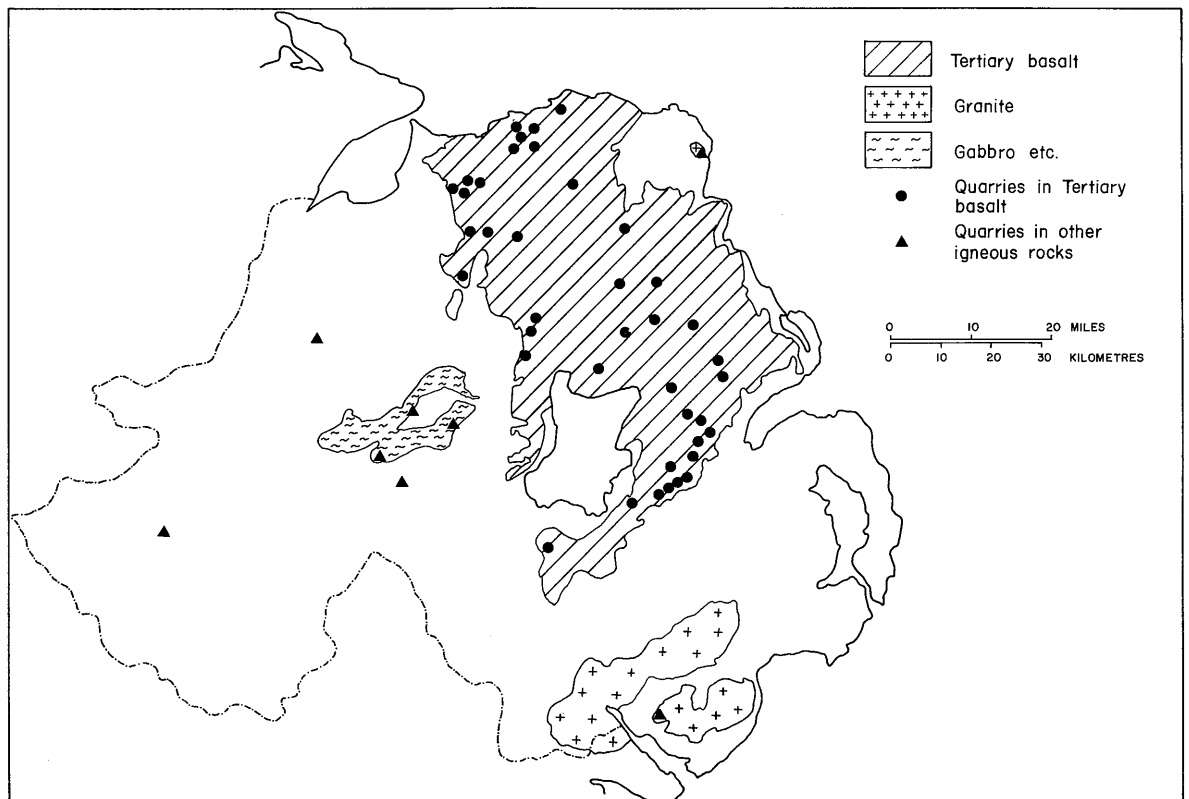 Tertiary basalt
Granite
Gabbro etc.
Quarries in Tertiary
basalt
Quarries in other
igneous rocks
0 10 20 MILES
0 10 20 30 KILOMETRES